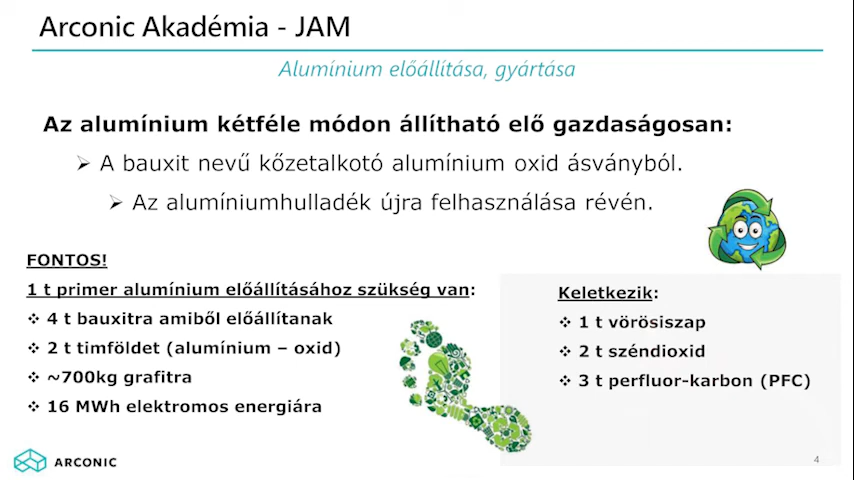 Arconic Akadémia - JAM
Alumínium előállítása, gyártása
Az alumínium kétféle módon állítható elő gazdaságosan:
A bauxit nevű kőzetalkotó alumínium oxid ásványból.
Az alumíniumhulladék újra felhasználása révén.
FONTOS!
1 t primer alumínium előállításához szükség van:
4 t bauxitra amiből előállítanak
2 t timföldet (alumínium – oxid)
~700kg grafitra
16 MWh elektromos energiára
Keletkezik:
1 t vörösiszap
2 t széndioxid
3 t perfluor-karbon (PFC)
ARCONIC
4